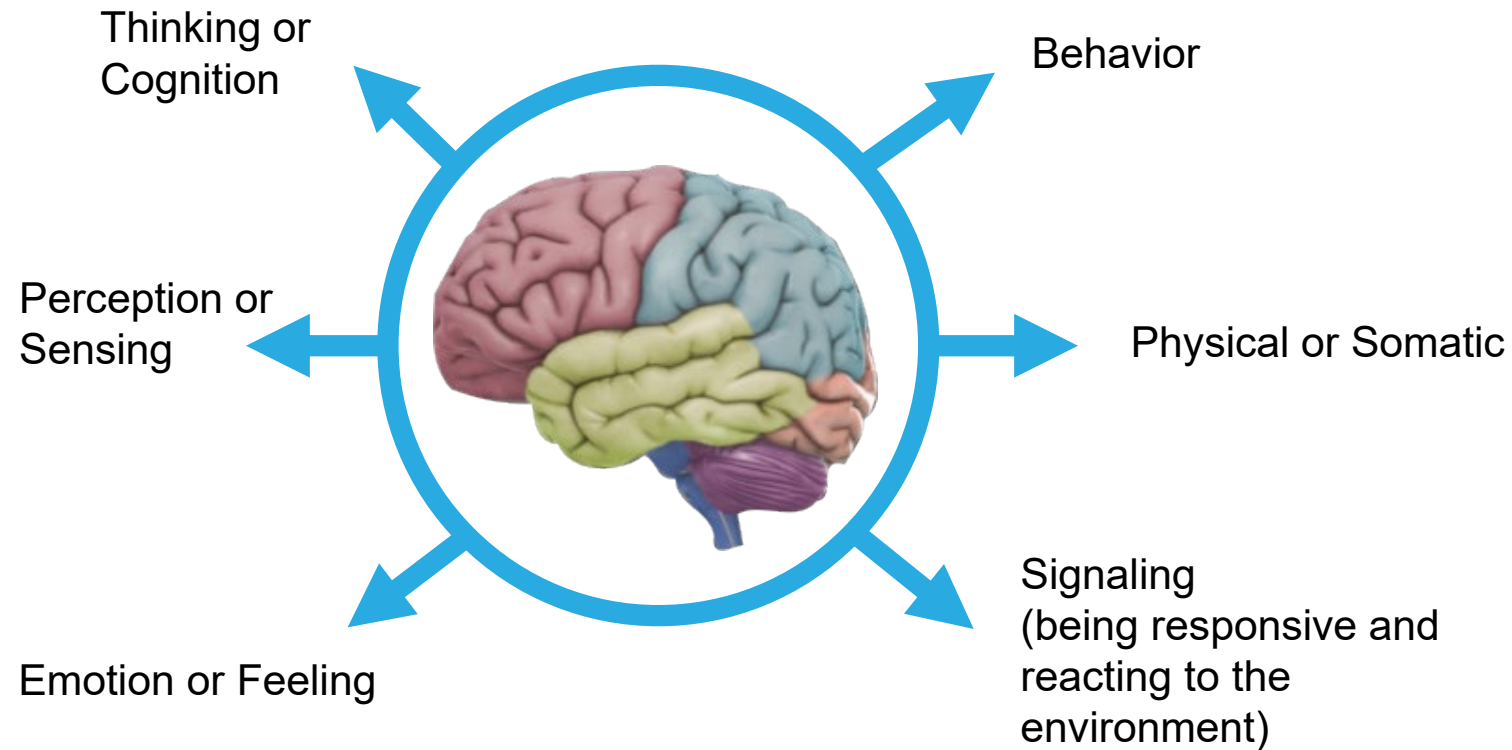 Thinking or
Cognition
Behavior
Perception or
Sensing
Physical or Somatic
Emotion or Feeling
Signaling
(being responsive and
reacting to the
environment)